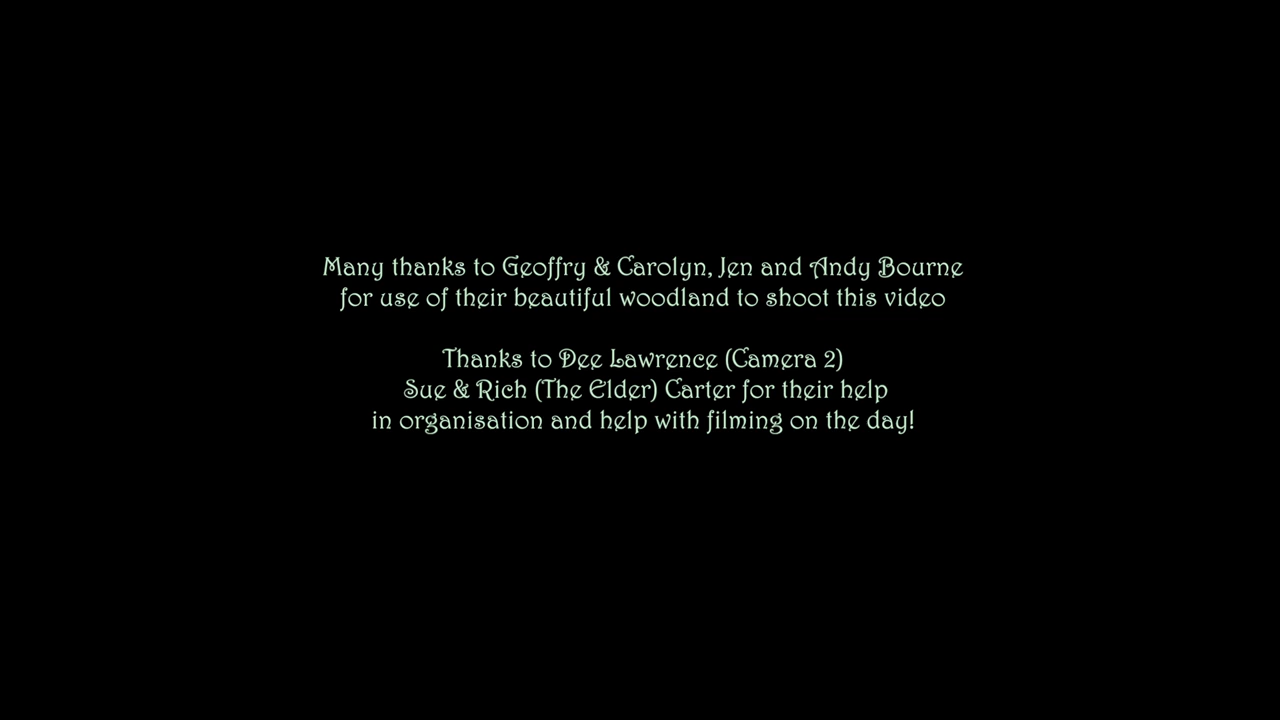 Many thanks to Geoffry & Carolyn, Jen and Andy Bourne
for use of their beautiful woodland to shoot this video
Thanks to Dee Lawrence (Camera 2)
Sue & Rich (The Elder) Carter for their help
in organisation and help with filming on the day!